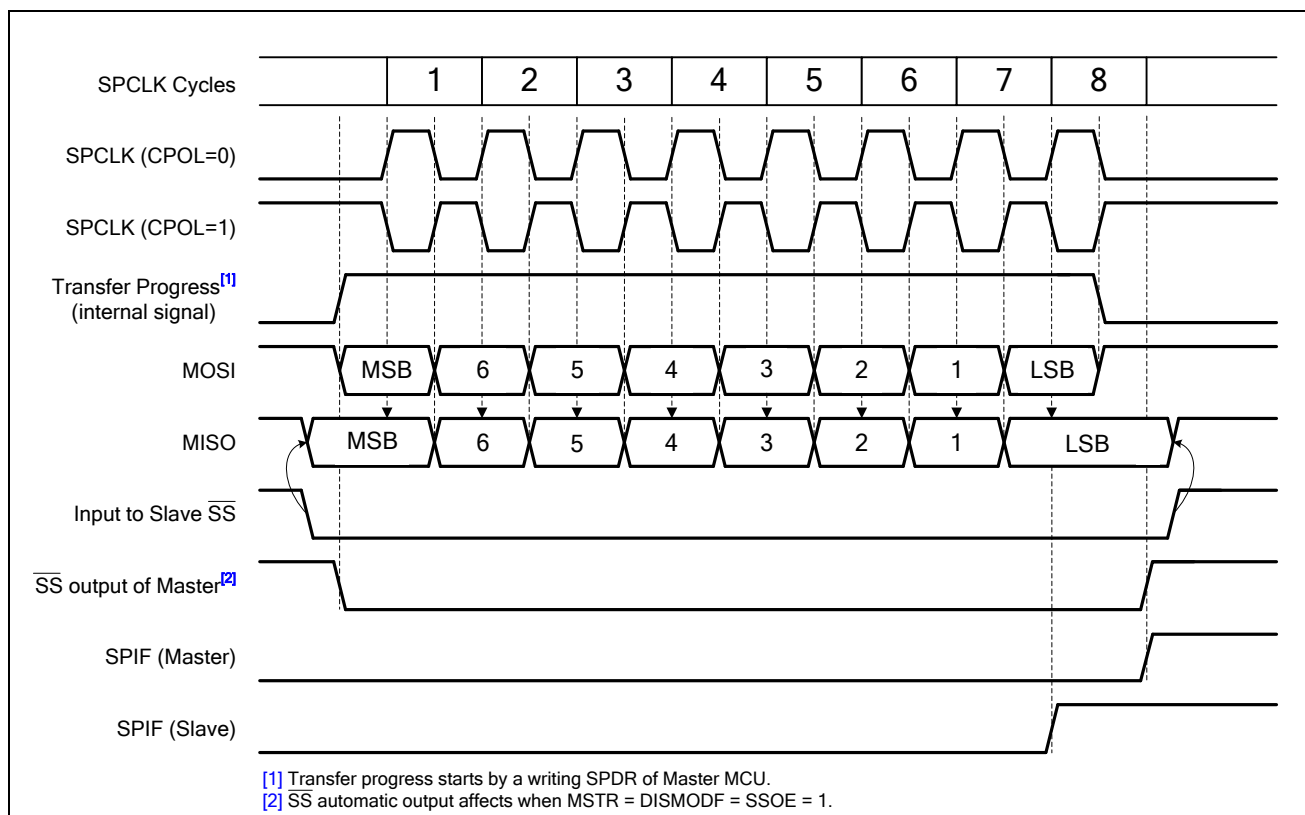 SPCLK Cycles 1 2 3 4 5 6 7 8
SPCLK (CPOL=0)
SPCLK (CPOL=1)
Transfer Progress[1]
(internal signal)
MOSI MSB 6 5 4 3 2 1 LSB
MISO MSB 6 5 4 3 2 1 LSB
Input to Slave SS
SS output of Master[2]
SPIF (Master)
SPIF (Slave)
[1] Transfer progress starts by a writing SPDR of Master MCU.
[2] SS automatic output affects when MSTR = DISMODF = SSOE = 1.